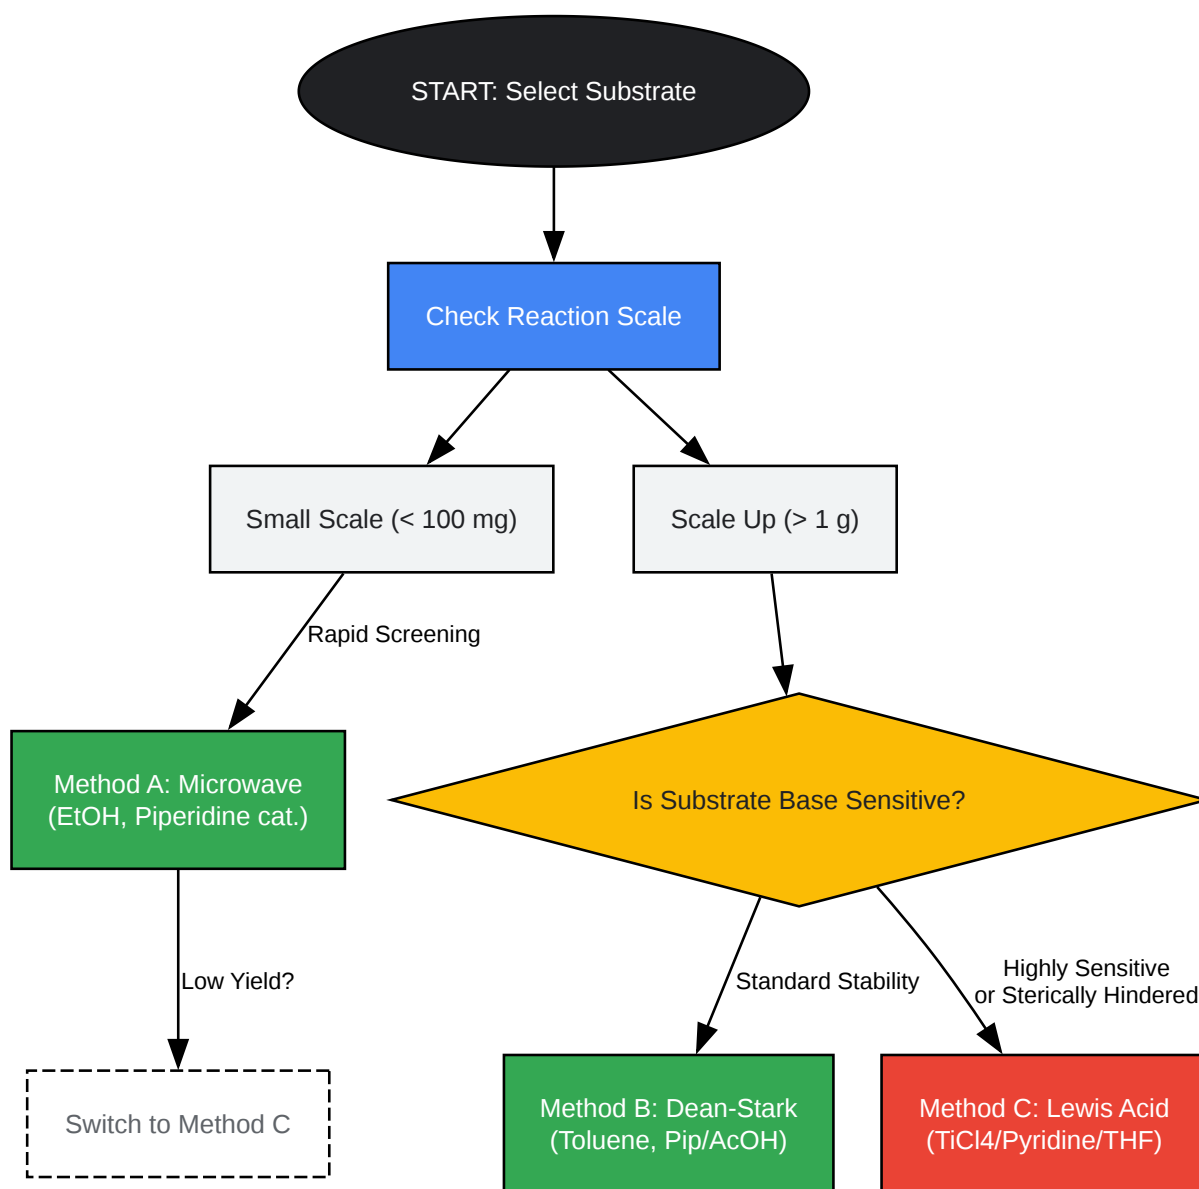 START: Select Substrate
Check Reaction Scale
Small Scale (< 100 mg)
Scale Up (> 1 g)
Rapid Screening
Method A: Microwave
(EtOH, Piperidine cat.)
Is Substrate Base Sensitive?
Low Yield?
Standard Stability
Highly Sensitive
or Sterically Hindered
Switch to Method C
Method B: Dean-Stark
(Toluene, Pip/AcOH)
Method C: Lewis Acid
(TiCl4/Pyridine/THF)